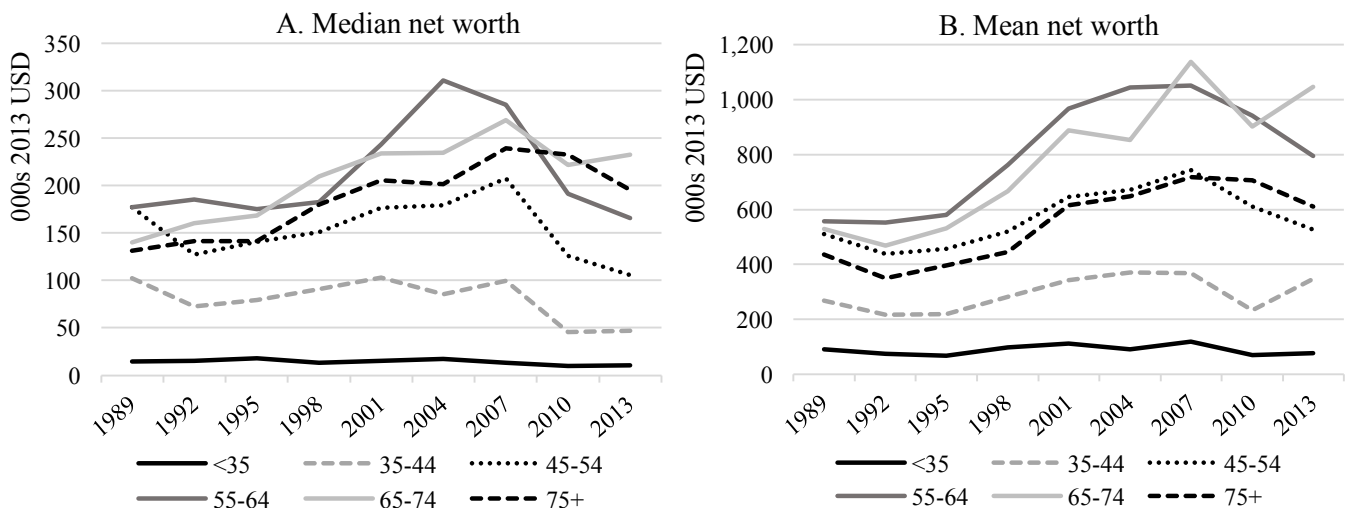 A. Median net worth
000s 2013 USD
350
300
250
200
150
100
50
0
1989 1992 1995 1998 2001 2004 2007 2010 2013
<35 35-44 45-54
55-64 65-74 75+
B. Mean net worth
000s 2013 USD
1,200
1,000
800
600
400
200
0
1989 1992 1995 1998 2001 2004 2007 2010 2013
<35 35-44 45-54
55-64 65-74 75+